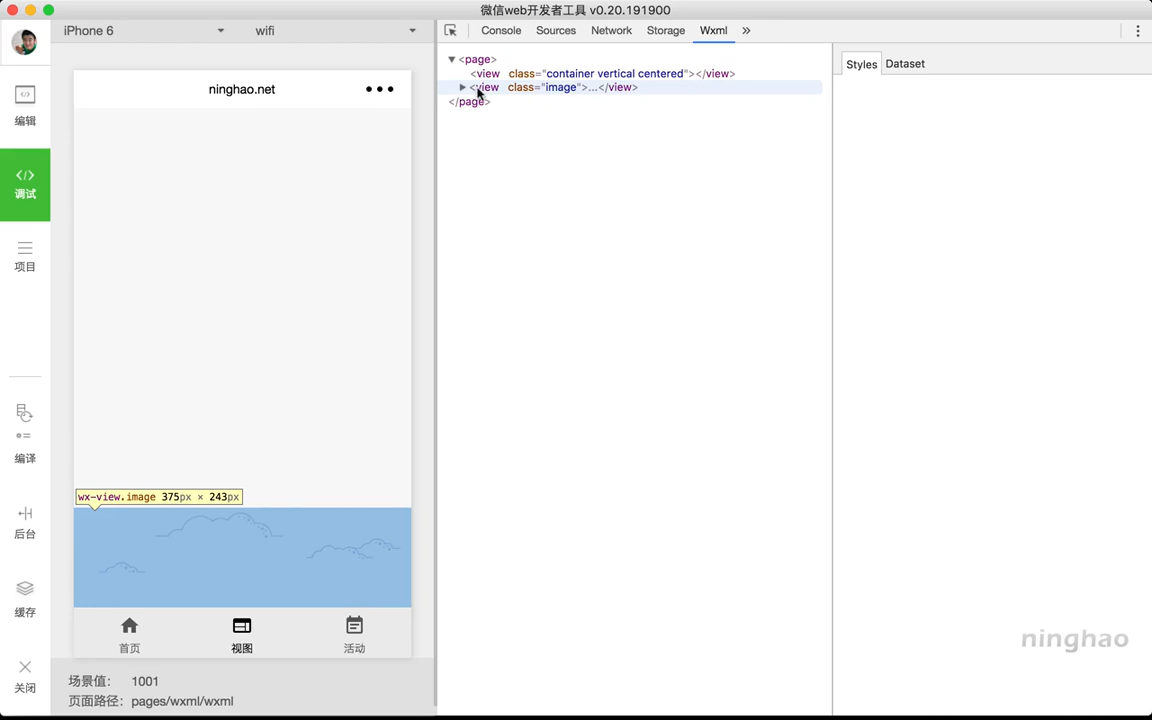 微信web开发者工具 v0.20.191900
iPhone 6
wifi
Console
Sources
Network
Storage
Wxml
»
编辑
调试
项目
编译
后台
缓存
关闭
ninghao.net
wx-view.image 375px × 243px
首页
视图
活动
场景值： 1001
页面路径： pages/wxml/wxml
<page>
<view class="container vertical centered"></view>
<view class="image">...</view>
</page>
Styles
Dataset
ninghao